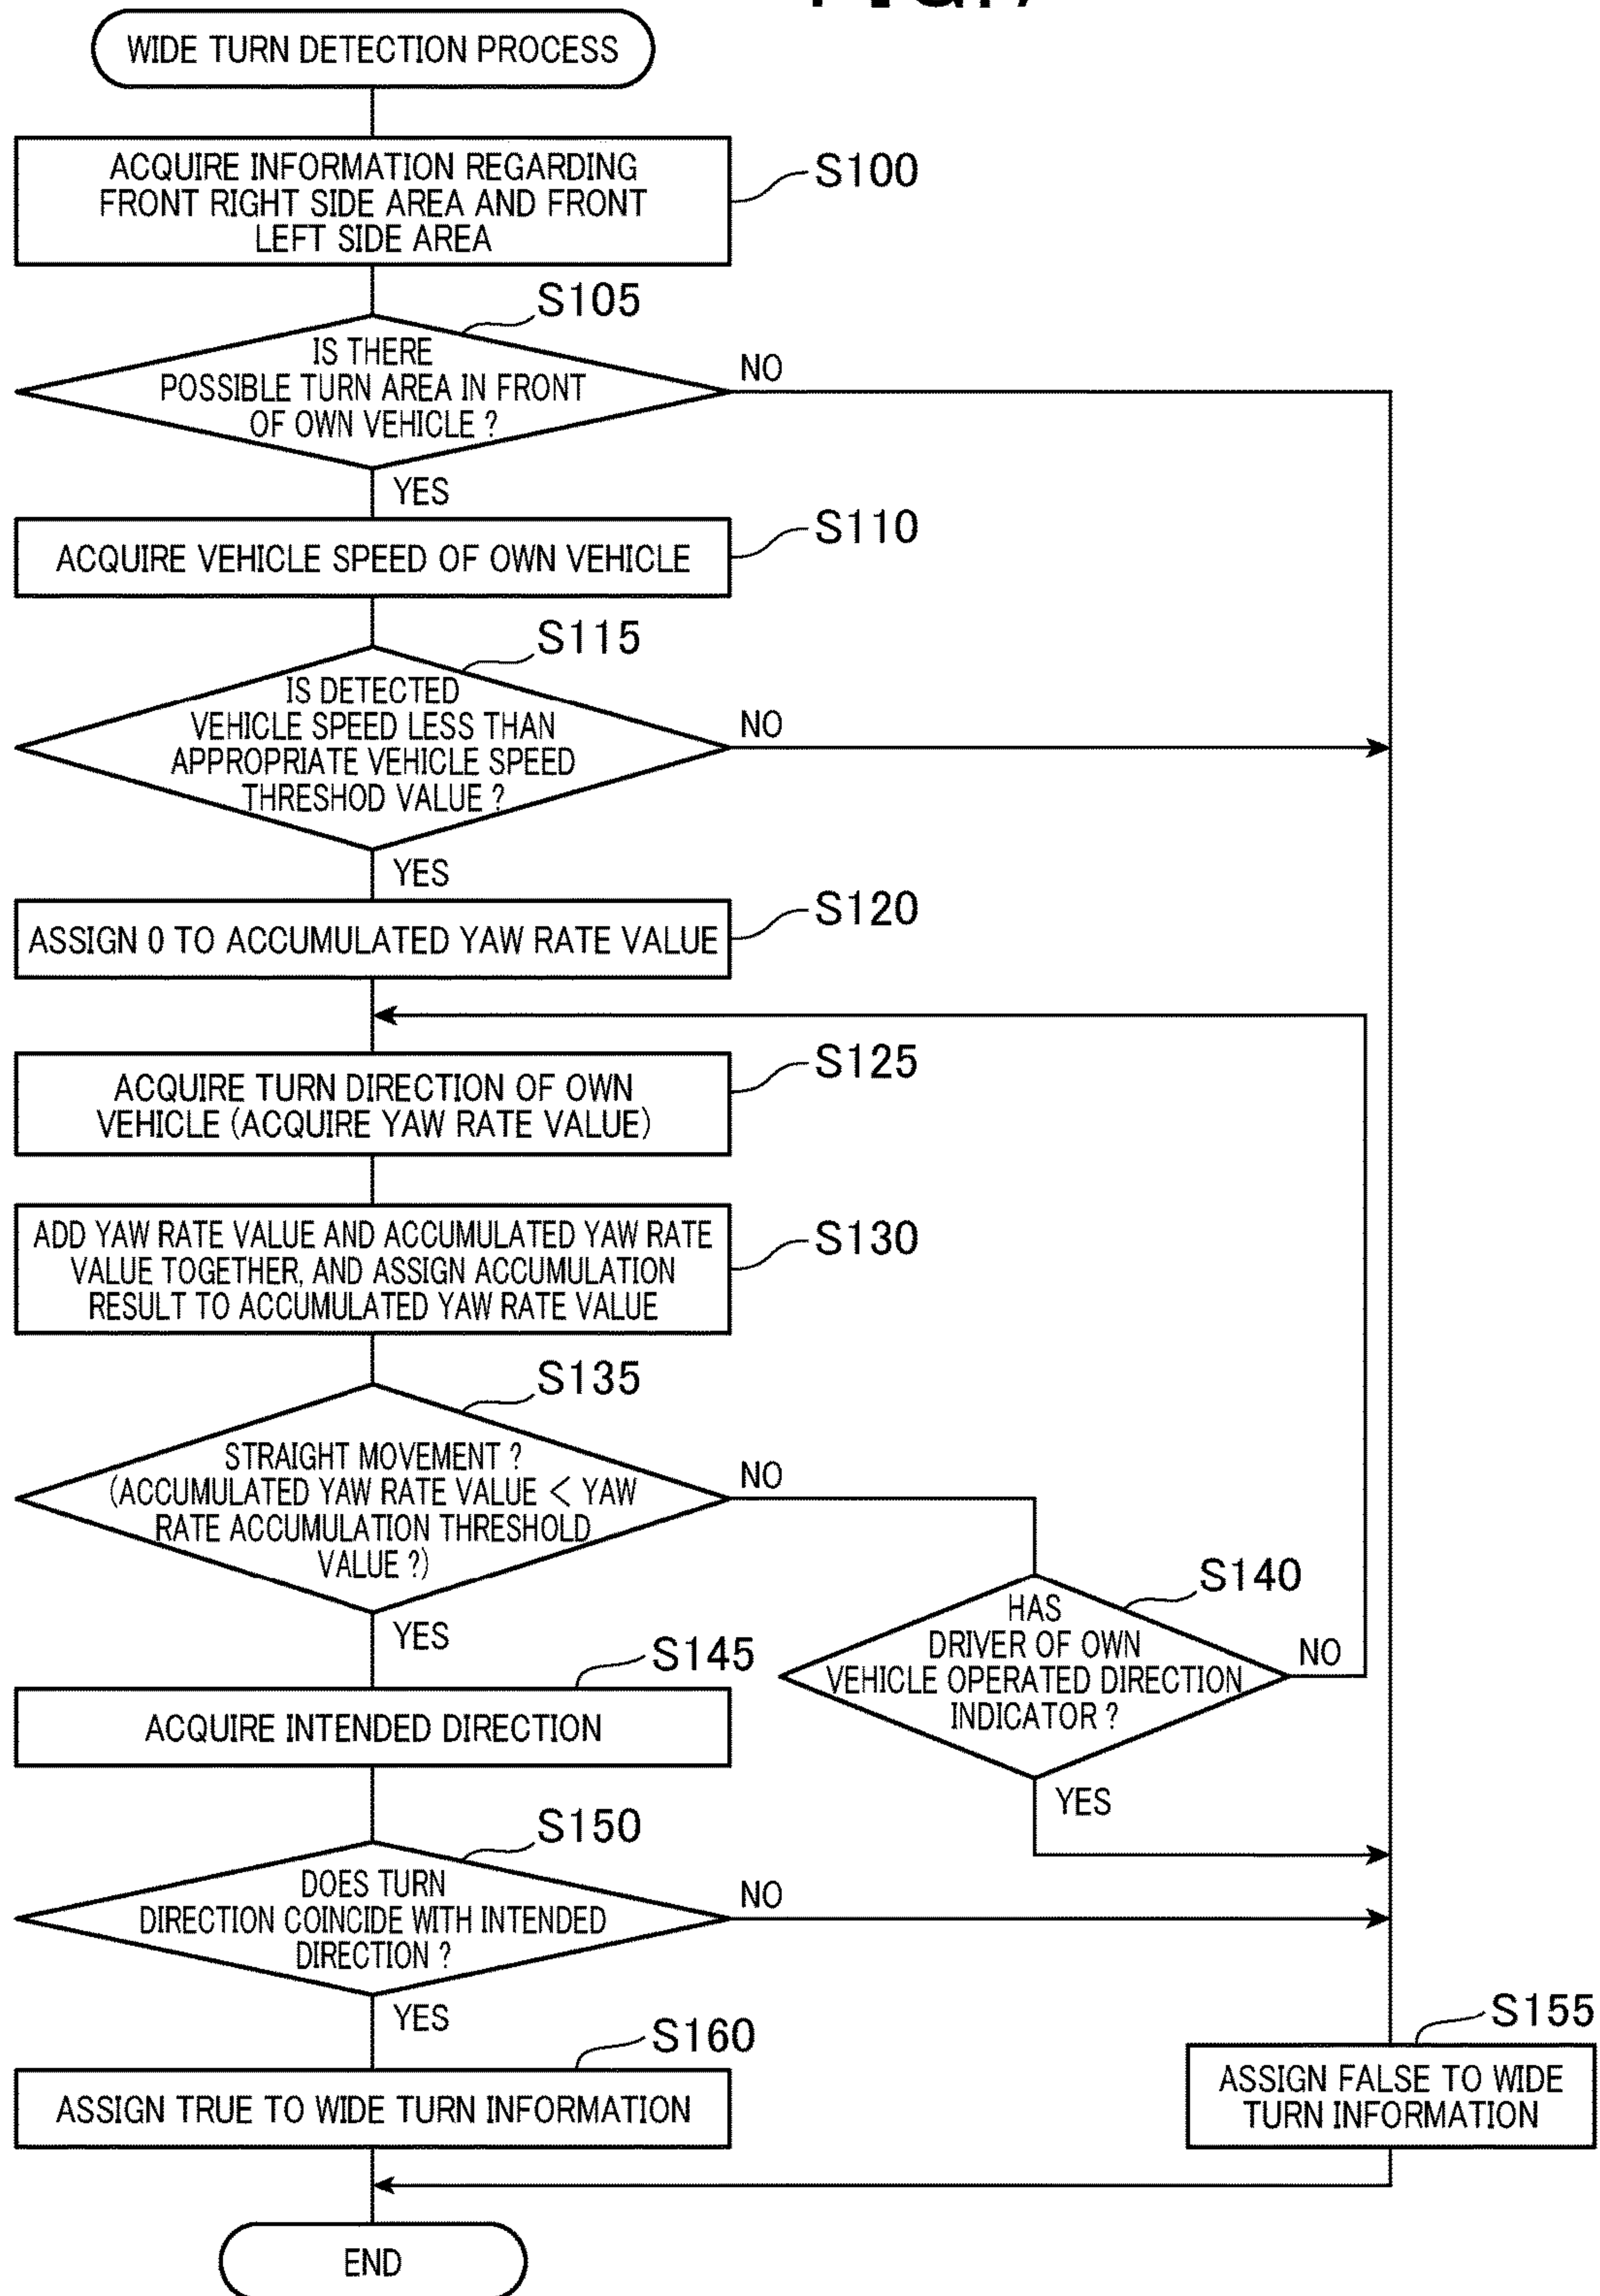 WIDE TURN DETECTION PROCESS
ACQUIRE INFORMATION REGARDING
FRONT RIGHT SIDE AREA AND FRONT
LEFT SIDE AREA
S100
S105
IS THERE
POSSIBLE TURN AREA IN FRONT
OF OWN VEHICLE ?
NO
YES
ACQUIRE VEHICLE SPEED OF OWN VEHICLE
S110
S115
IS DETECTED
VEHICLE SPEED LESS THAN
APPROPRIATE VEHICLE SPEED
THRESHOD VALUE ?
NO
YES
ASSIGN 0 TO ACCUMULATED YAW RATE VALUE
S120
ACQUIRE TURN DIRECTION OF OWN
VEHICLE (ACQUIRE YAW RATE VALUE)
S125
ADD YAW RATE VALUE AND ACCUMULATED YAW RATE
VALUE TOGETHER, AND ASSIGN ACCUMULATION
RESULT TO ACCUMULATED YAW RATE VALUE
S130
S135
STRAIGHT MOVEMENT ?
(ACCUMULATED YAW RATE VALUE < YAW
RATE ACCUMULATION THRESHOLD
VALUE ?)
NO
YES
S140
HAS
DRIVER OF OWN
VEHICLE OPERATED DIRECTION
INDICATOR ?
NO
YES
S145
ACQUIRE INTENDED DIRECTION
S150
DOES TURN
DIRECTION COINCIDE WITH INTENDED
DIRECTION ?
NO
YES
S160
ASSIGN TRUE TO WIDE TURN INFORMATION
S155
ASSIGN FALSE TO WIDE
TURN INFORMATION
END